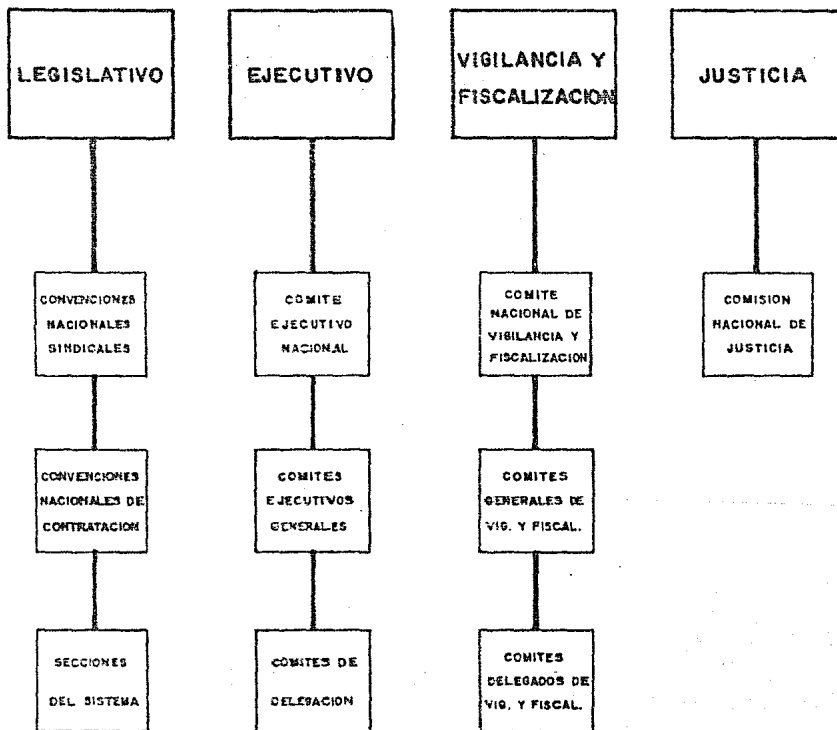 LEGISLATIVO
EJECUTIVO
VIGILANCIA Y
FISCALIZACION
JUSTICIA
CONVENCIONES
NACIONALES
SINDICALES
COMITE
EJECUTIVO
NACIONAL
COMITE
NACIONAL DE
VIGILANCIA Y
FISCALIZACION
COMISION
NACIONAL DE
JUSTICIA
CONVENCIONES
NACIONALES DE
CONTRATACION
COMITES
EJECUTIVOS
GENERALES
COMITES
GENERALES DE
VIG. Y FISCAL.
SECCIONES
DEL SISTEMA
COMITES DE
DELEGACION
COMITES
DELEGADOS DE
VIG. Y FISCAL.